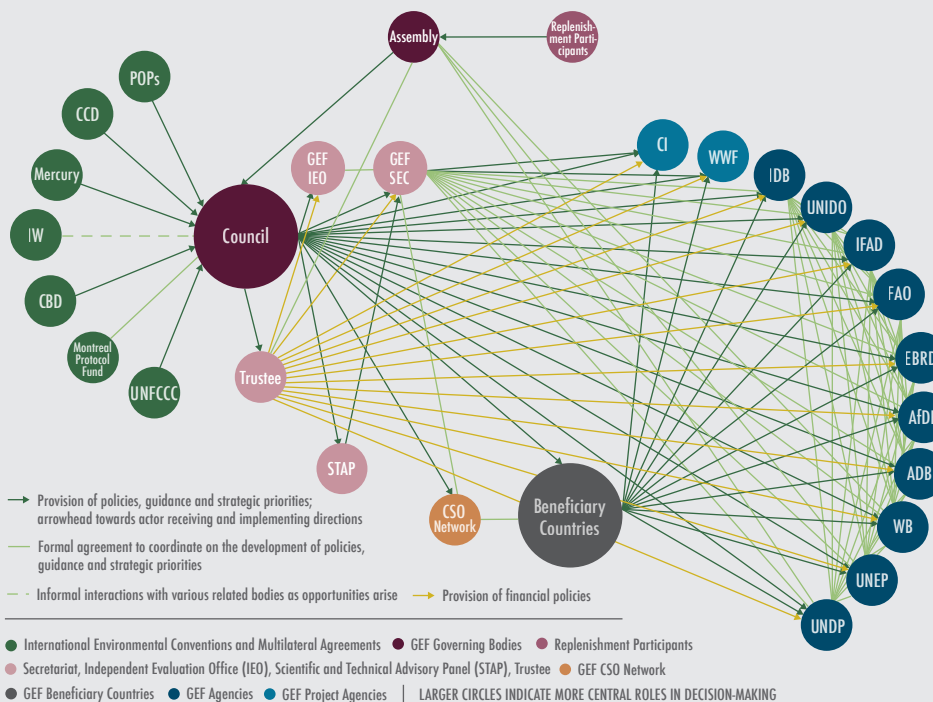 Assembly
Replenish-
ment Parti-
cipants
POPs
CCD
Mercury
IW
CBD
Montreal
Protocol
Fund
UNFCCC
Council
GEF
IEO
GEF
SEC
Trustee
STAP
CSO
Network
Beneficiary
Countries
CI
WWF
IDB
UNIDO
IFAD
FAO
EBRD
AfDB
ADB
WB
UNEP
UNDP
Provision of policies, guidance and strategic priorities;
arrowhead towards actor receiving and implementing directions
Formal agreement to coordinate on the development of policies,
guidance and strategic priorities
Informal interactions with various related bodies as opportunities arise
Provision of financial policies
International Environmental Conventions and Multilateral Agreements
GEF Governing Bodies
Replenishment Participants
Secretariat, Independent Evaluation Office (IEO), Scientific and Technical Advisory Panel (STAP), Trustee
GEF CSO Network
GEF Beneficiary Countries
GEF Agencies
GEF Project Agencies
LARGER CIRCLES INDICATE MORE CENTRAL ROLES IN DECISION-MAKING